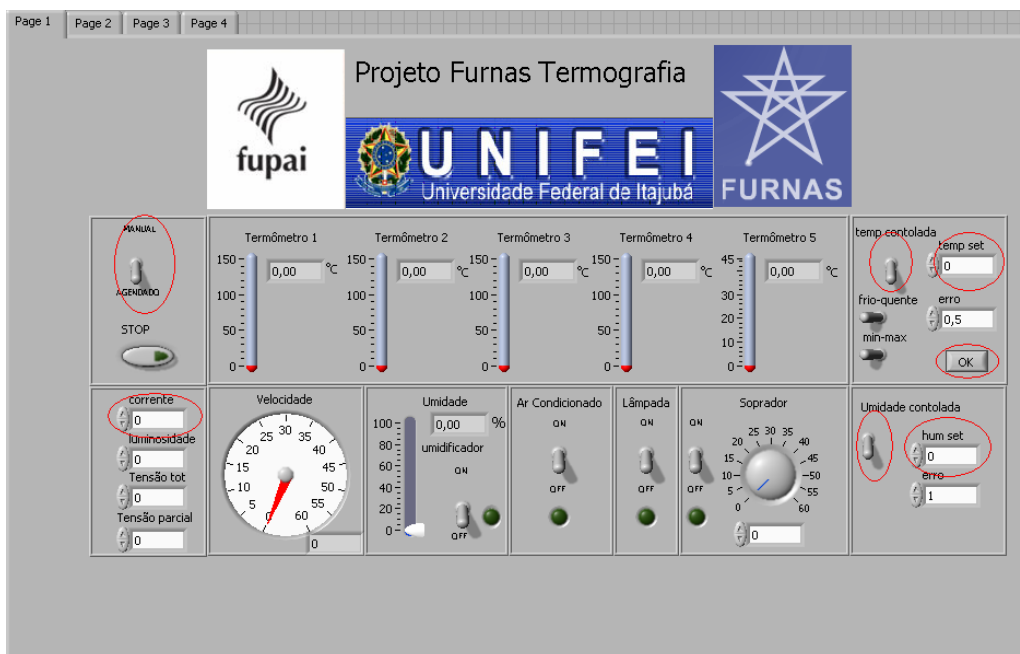 Page 1 Page 2 Page 3 Page 4
fupai
Projeto Furnas Termografia
UNIFEI
Universidade Federal de Itajubá
FURNAS
MANUAL
AGENDADO
STOP
Termômetro 1
150
100
50
0
0,00 °C
Termômetro 2
150
100
50
0
0,00 °C
Termômetro 3
150
100
50
0
0,00 °C
Termômetro 4
150
100
50
0
0,00 °C
Termômetro 5
45
30
20
10
0
0,00 °C
temp contolada
temp set
0
frio-quente
erro
0,5
min-max
OK
corrente
0
luminosidade
0
Tensão tot
0
Tensão parcial
0
Velocidade
0 5 10 15 20 25 30 35 40 45 50 55 60
0
Umidade
100
80
60
40
20
0
0,00 %
umidificador
ON
OFF
Ar Condicionado
ON
OFF
Lâmpada
ON
OFF
Soprador
ON
OFF
0 5 10 15 20 25 30 35 40 45 50 55 60
0
Umidade contolada
hum set
0
erro
1